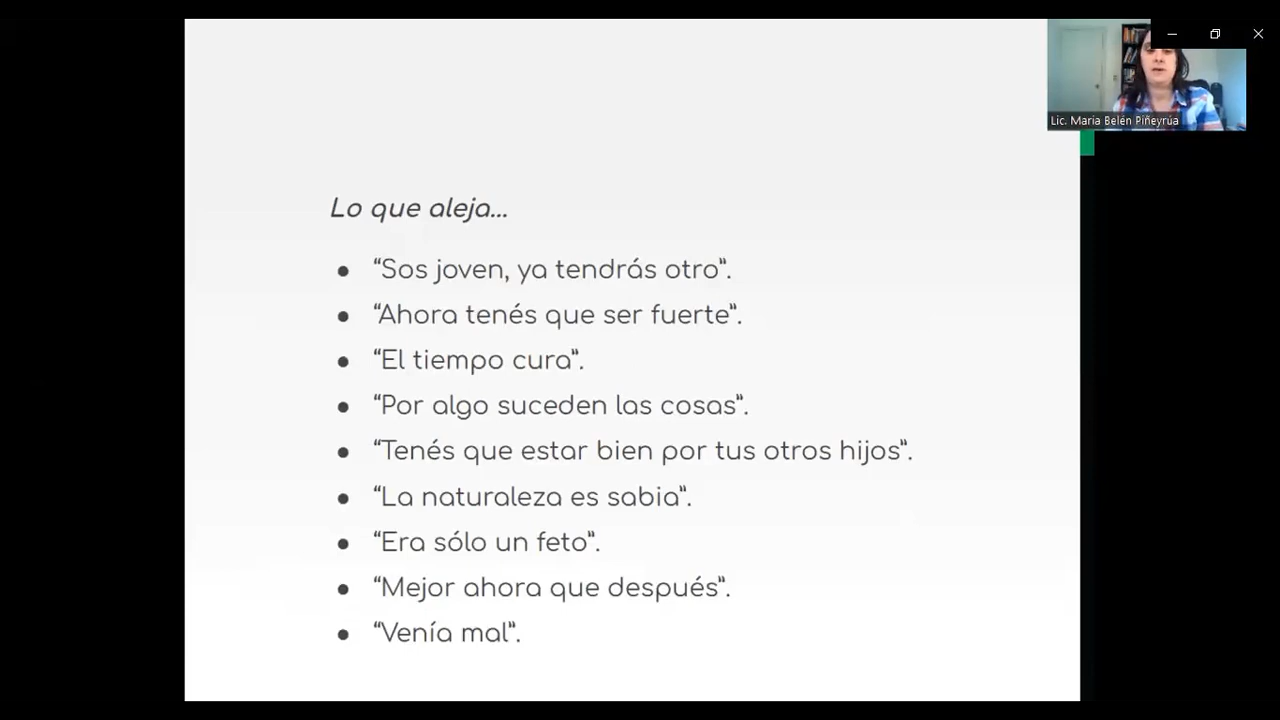 Lic. María Belén Piñeyrúa
Lo que aleja...
● “Sos joven, ya tendrás otro”.
● “Ahora tenés que ser fuerte”.
● “El tiempo cura”.
● “Por algo suceden las cosas”.
● “Tenés que estar bien por tus otros hijos”.
● “La naturaleza es sabia”.
● “Era sólo un feto”.
● “Mejor ahora que después”.
● “Venía mal”.